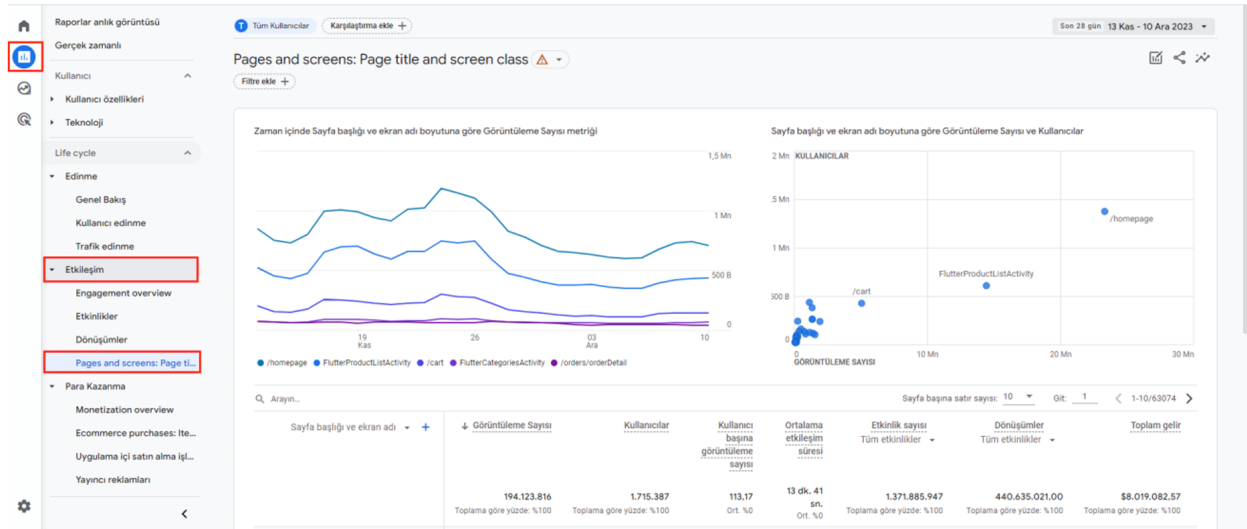 Raporlar anlık görüntüsü
Gerçek zamanlı
Kullanıcı
Kullanıcı özellikleri
Teknoloji
Life cycle
Edinme
Genel Bakış
Kullanıcı edinme
Trafik edinme
Etkileşim
Engagement overview
Etkinlikler
Dönüşümler
Pages and screens: Page ti...
Para Kazanma
Monetization overview
Ecommerce purchases: Ite...
Uygulama içi satın alma işl...
Yayıncı reklamları
T Tüm Kullanıcılar Karşılaştırma ekle +
Son 28 gün 13 Kas - 10 Ara 2023
Pages and screens: Page title and screen class
Filtre ekle +
Zaman içinde Sayfa başlığı ve ekran adı boyutuna göre Görüntüleme Sayısı metriği
1,5 Mn
1 Mn
500 B
0
19 Kas
26
03 Ara
10
/homepage FlutterProductListActivity /cart FlutterCategoriesActivity /orders/orderDetail
Sayfa başlığı ve ekran adı boyutuna göre Görüntüleme Sayısı ve Kullanıcılar
2 Mn KULLANICILAR
,5 Mn
/homepage
1 Mn
FlutterProductListActivity
500 B
/cart
0
0 10 Mn 20 Mn 30 Mn
GÖRÜNTÜLEME SAYISI
Arayın...
Sayfa başına satır sayısı: 10 Git: 1 1-10/63074
Sayfa başlığı ve ekran adı +
↓ Görüntüleme Sayısı
Kullanıcılar
Kullanıcı başına görüntüleme sayısı
Ortalama etkileşim süresi
Etkinlik sayısı
Tüm etkinlikler
Dönüşümler
Tüm etkinlikler
Toplam gelir
194.123.816
Toplama göre yüzde: %100
1.715.387
Toplama göre yüzde: %100
113,17
Ort. %0
13 dk. 41 sn.
Ort. %0
1.371.885.947
Toplama göre yüzde: %100
440.635.021,00
Toplama göre yüzde: %100
$8.019.082,57
Toplama göre yüzde: %100